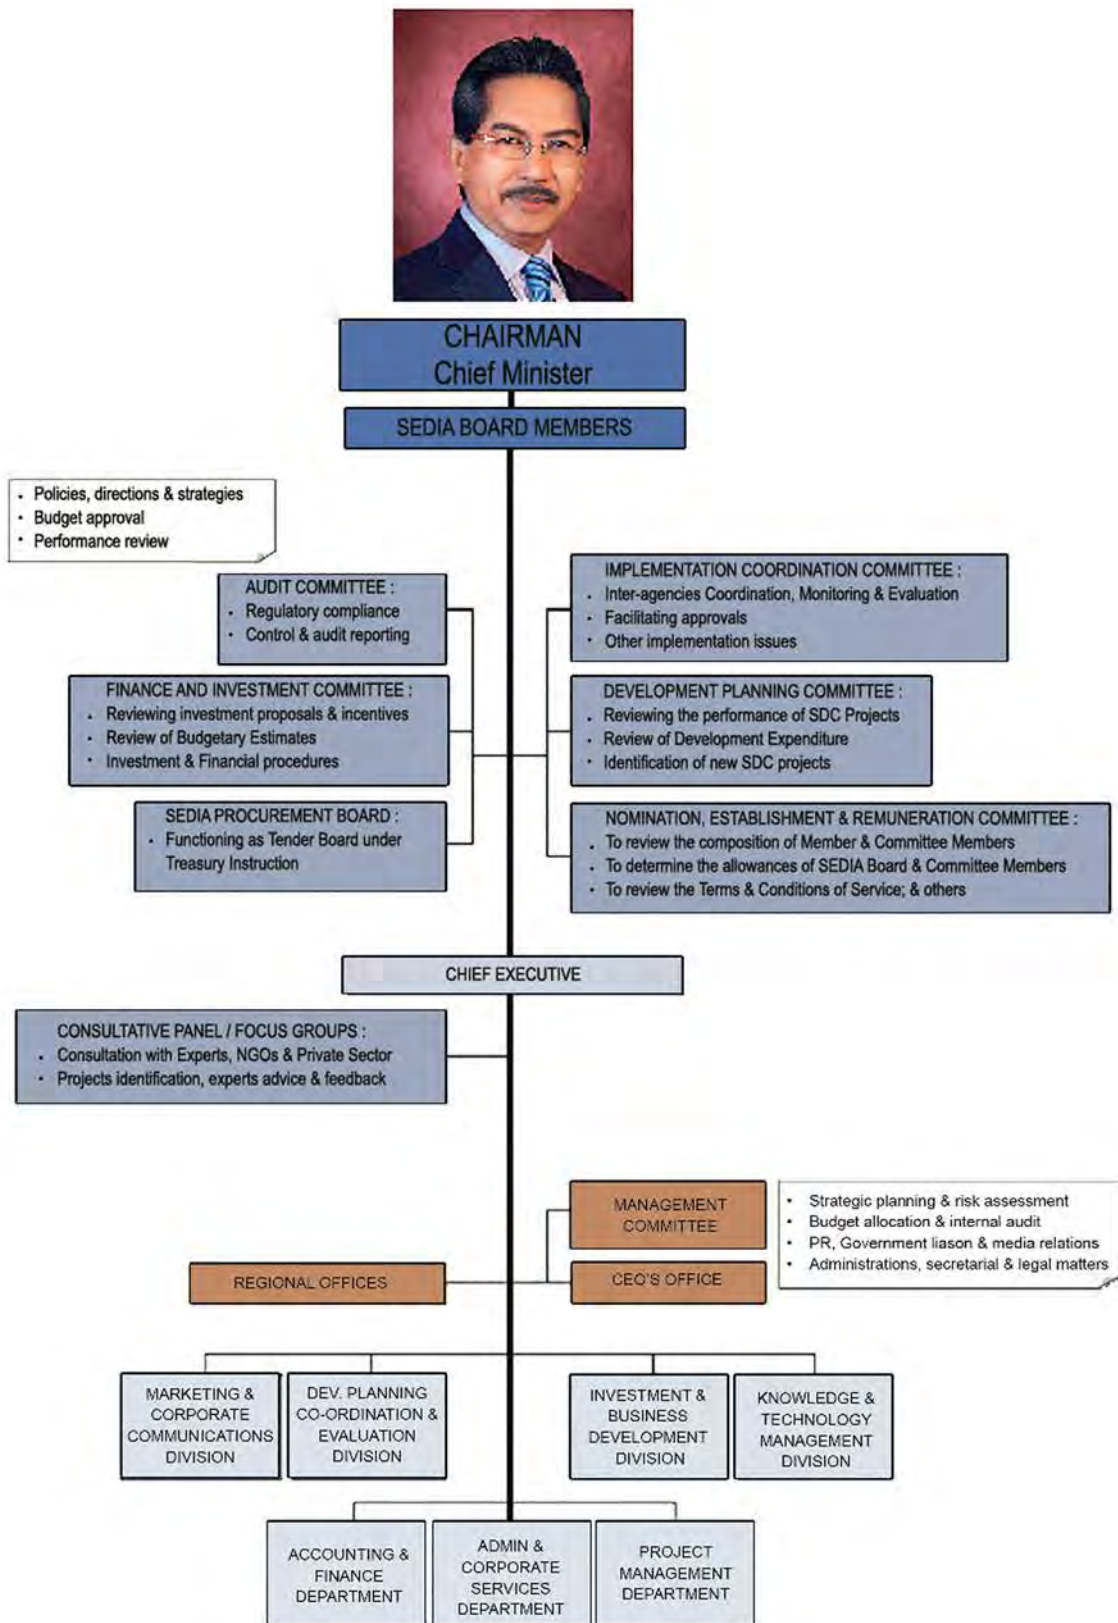 CHAIRMAN
Chief Minister
SEDIA BOARD MEMBERS
• Policies, directions & strategies
• Budget approval
• Performance review
AUDIT COMMITTEE :
• Regulatory compliance
• Control & audit reporting
IMPLEMENTATION COORDINATION COMMITTEE :
• Inter-agencies Coordination, Monitoring & Evaluation
• Facilitating approvals
• Other implementation issues
FINANCE AND INVESTMENT COMMITTEE :
• Reviewing investment proposals & incentives
• Review of Budgetary Estimates
• Investment & Financial procedures
DEVELOPMENT PLANNING COMMITTEE :
• Reviewing the performance of SDC Projects
• Review of Development Expenditure
• Identification of new SDC projects
SEDIA PROCUREMENT BOARD :
• Functioning as Tender Board under
Treasury Instruction
NOMINATION, ESTABLISHMENT & REMUNERATION COMMITTEE :
• To review the composition of Member & Committee Members
• To determine the allowances of SEDIA Board & Committee Members
• To review the Terms & Conditions of Service; & others
CHIEF EXECUTIVE
CONSULTATIVE PANEL / FOCUS GROUPS :
• Consultation with Experts, NGOs & Private Sector
• Projects identification, experts advice & feedback
MANAGEMENT
COMMITTEE
• Strategic planning & risk assessment
• Budget allocation & internal audit
• PR, Government liason & media relations
• Administrations, secretarial & legal matters
REGIONAL OFFICES
CEO'S OFFICE
MARKETING &
CORPORATE
COMMUNICATIONS
DIVISION
DEV. PLANNING
CO-ORDINATION &
EVALUATION
DIVISION
INVESTMENT &
BUSINESS
DEVELOPMENT
DIVISION
KNOWLEDGE &
TECHNOLOGY
MANAGEMENT
DIVISION
ACCOUNTING &
FINANCE
DEPARTMENT
ADMIN &
CORPORATE
SERVICES
DEPARTMENT
PROJECT
MANAGEMENT
DEPARTMENT